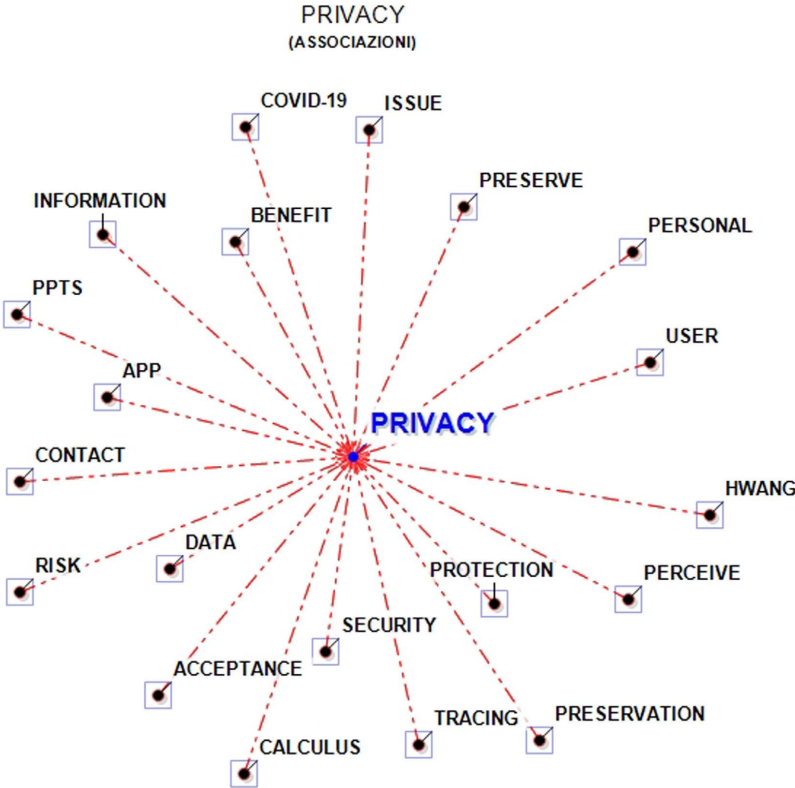 PRIVACY
(ASSOCIAZIONI)
COVID-19
ISSUE
PRESERVE
INFORMATION
BENEFIT
PERSONAL
PPTS
USER
APP
PRIVACY
CONTACT
HWANG
DATA
RISK
PROTECTION
PERCEIVE
SECURITY
ACCEPTANCE
TRACING
PRESERVATION
CALCULUS